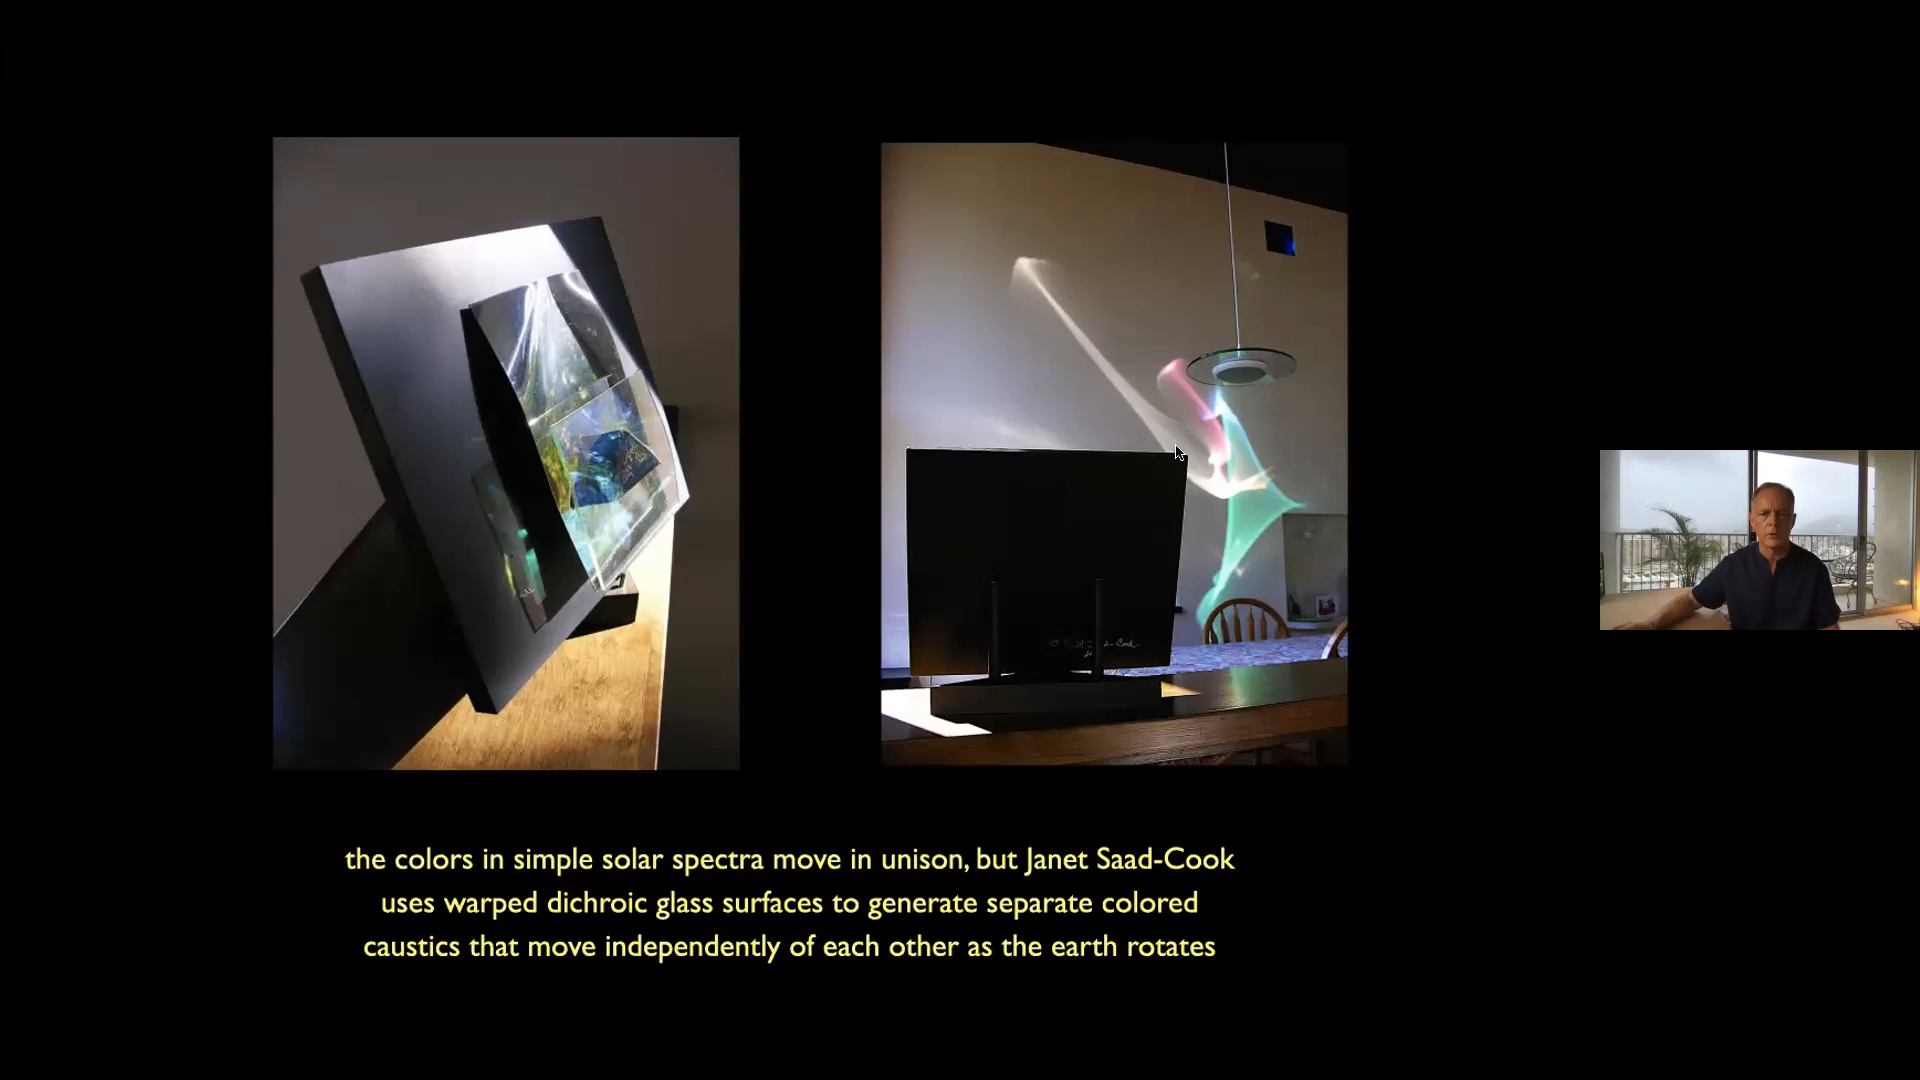 the colors in simple solar spectra move in unison, but Janet Saad-Cook
uses warped dichroic glass surfaces to generate separate colored
caustics that move independently of each other as the earth rotates